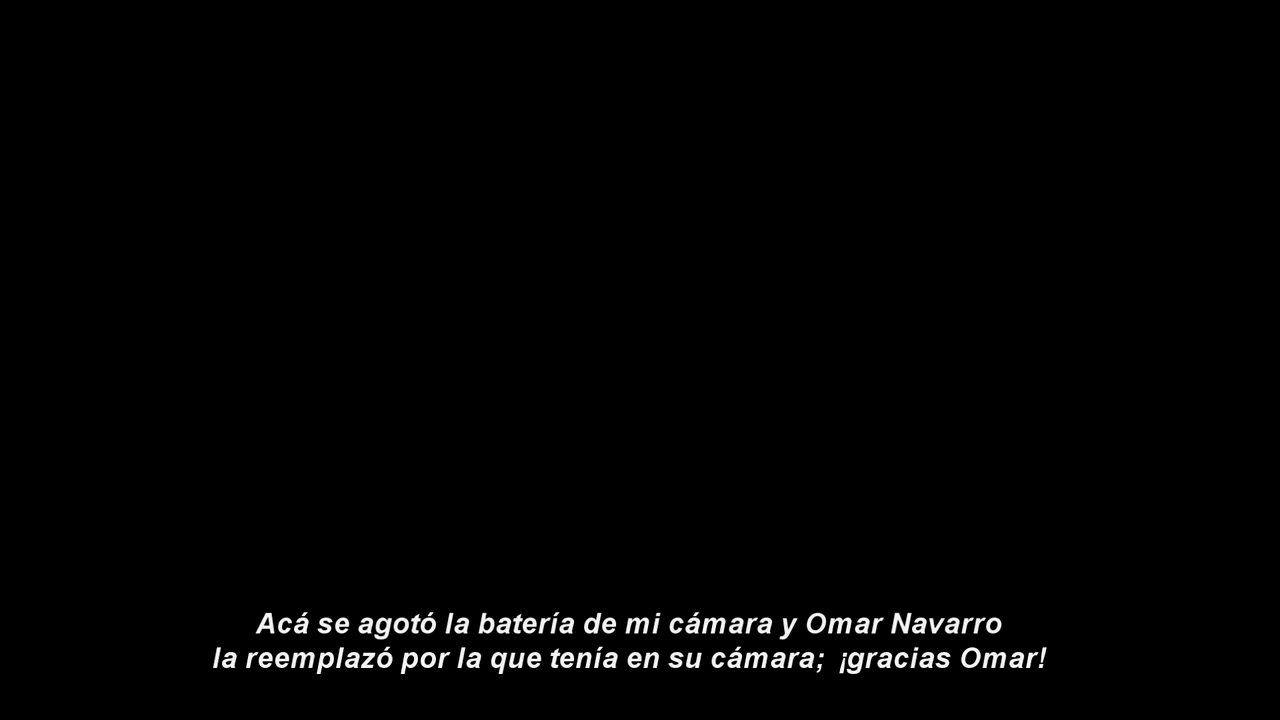 Acá se agotó la batería de mi cámara y Omar Navarro
la reemplazó por la que tenía en su cámara;  ¡gracias Omar!